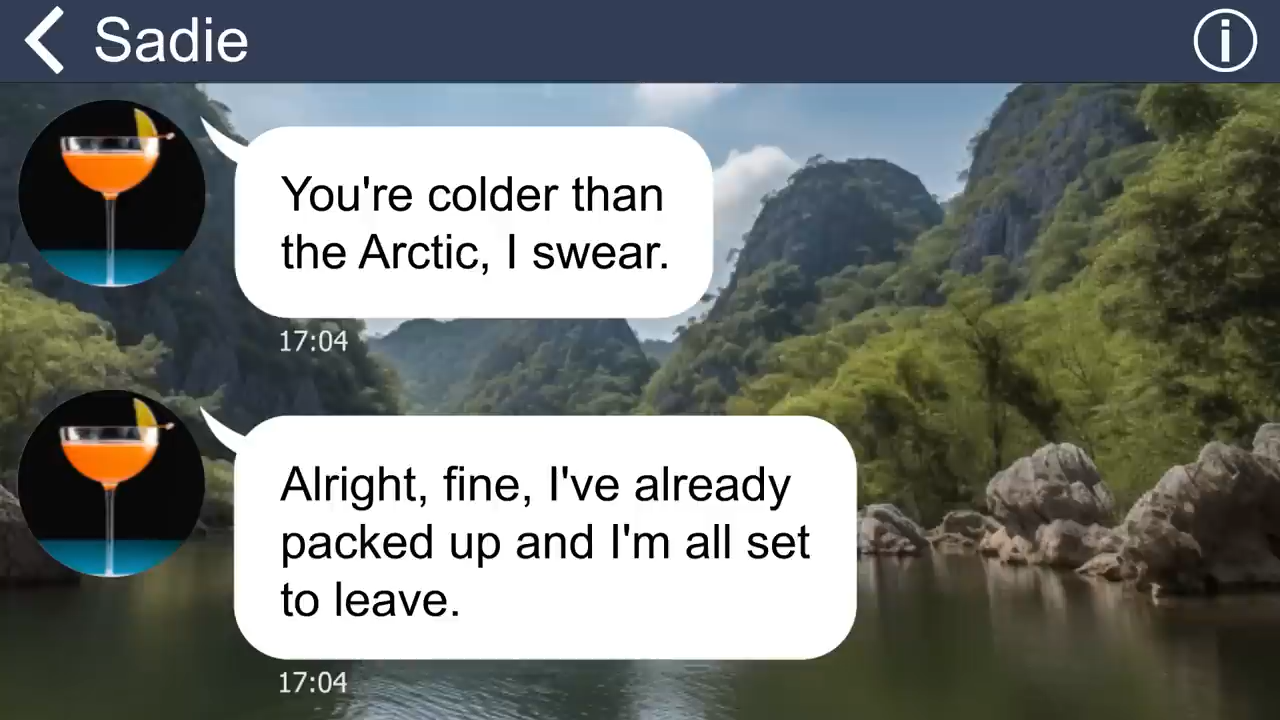 Sadie
You're colder than
the Arctic, I swear.
17:04
Alright, fine, I've already
packed up and I'm all set
to leave.
17:04